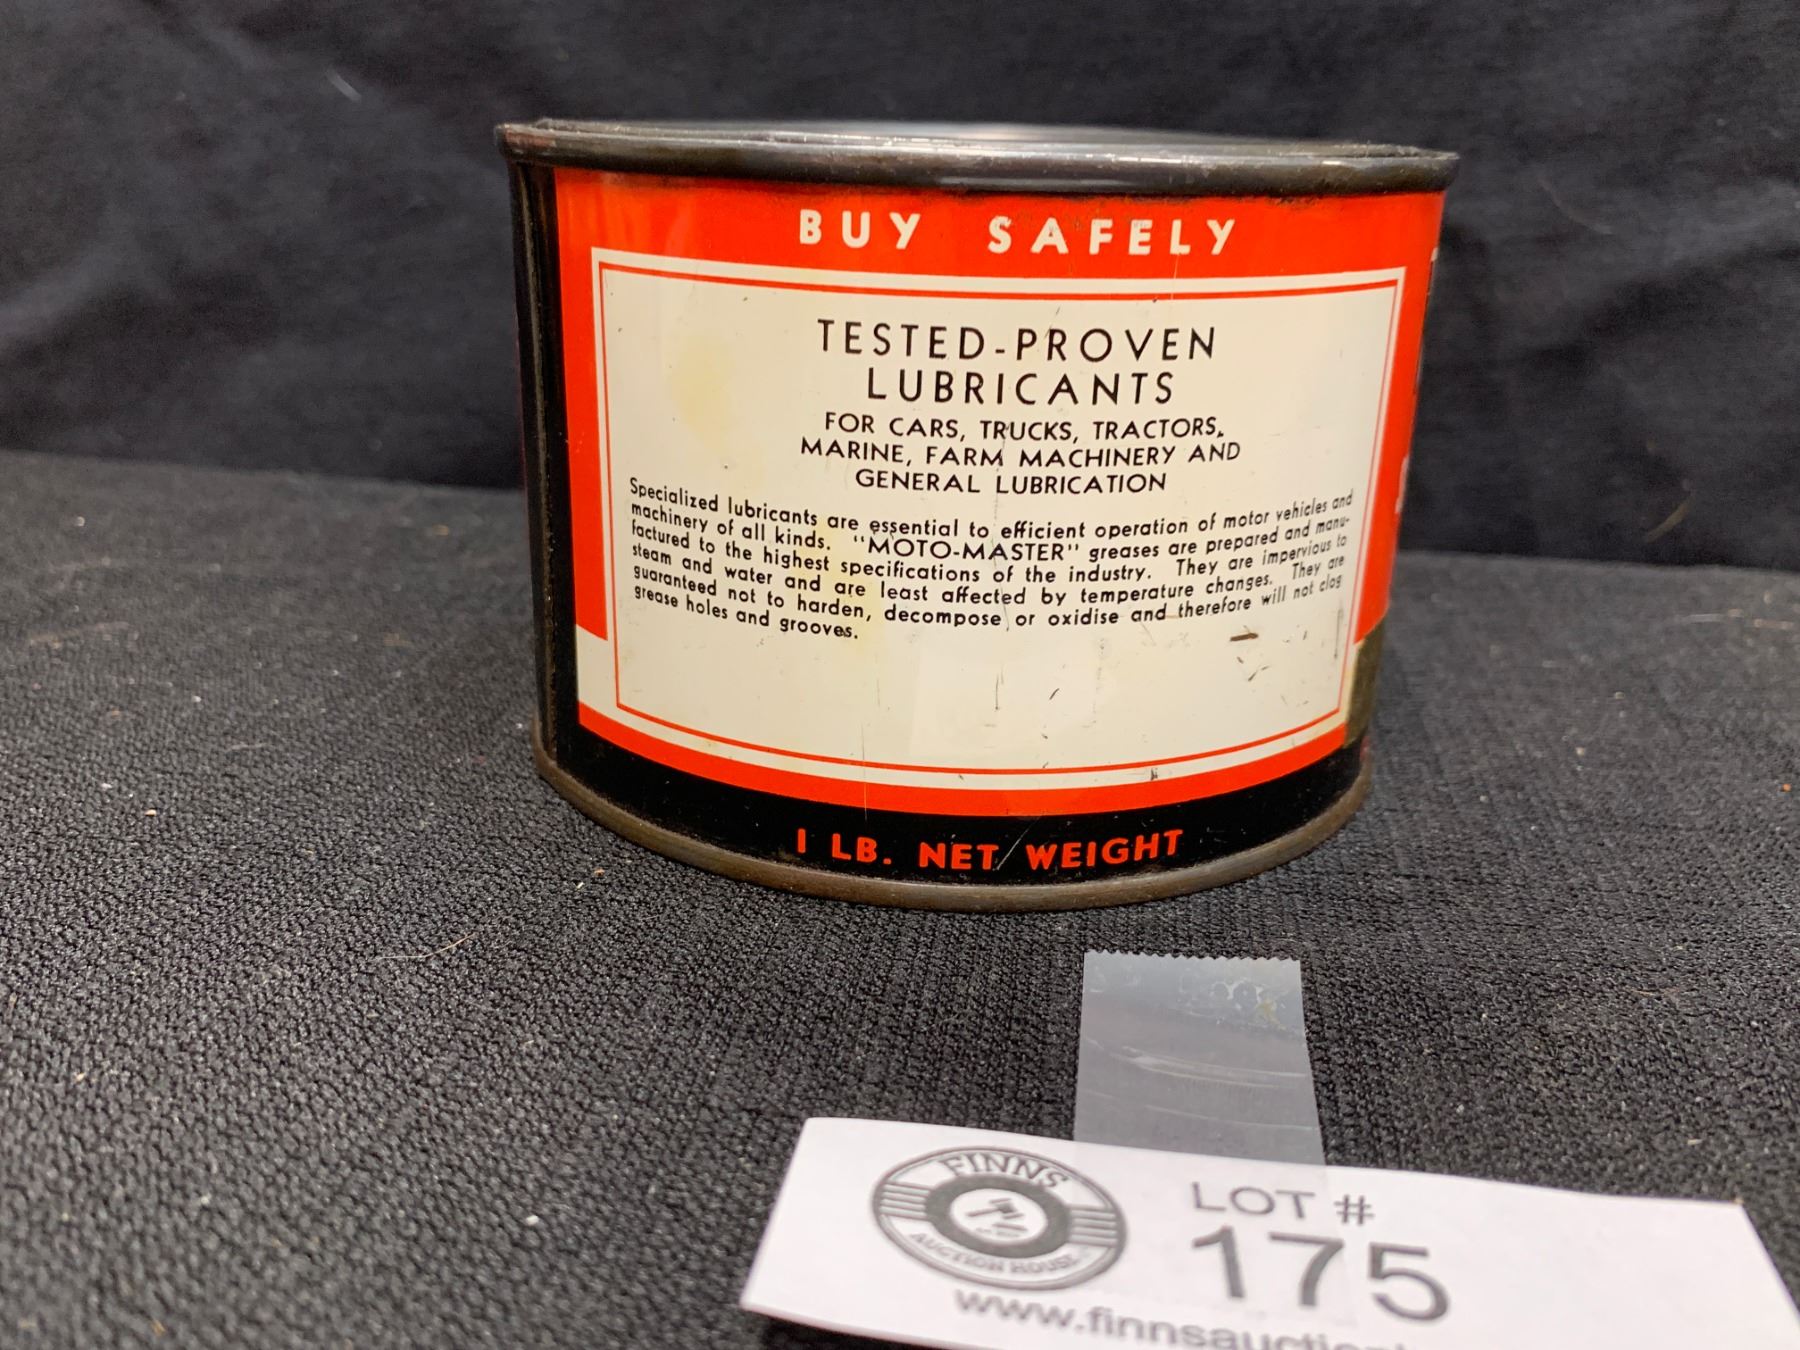 BUY SAFELY
TESTED-PROVEN
LUBRICANTS
FOR CARS, TRUCKS, TRACTORS,
MARINE, FARM MACHINERY AND
GENERAL LUBRICATION
Specialized lubricants are essential to efficient operation of motor vehicles and
machinery of all kinds. "MOTO-MASTER" greases are prepared and manu-
factured to the highest specifications of the industry. They are impervious to
steam and water and are least affected by temperature changes. They are
guaranteed not to harden, decompose or oxidise and therefore will not clog
grease holes and grooves.
1 LB. NET WEIGHT
FINNS
AUCTION HOUSE
LOT #
175
www.finnsauction